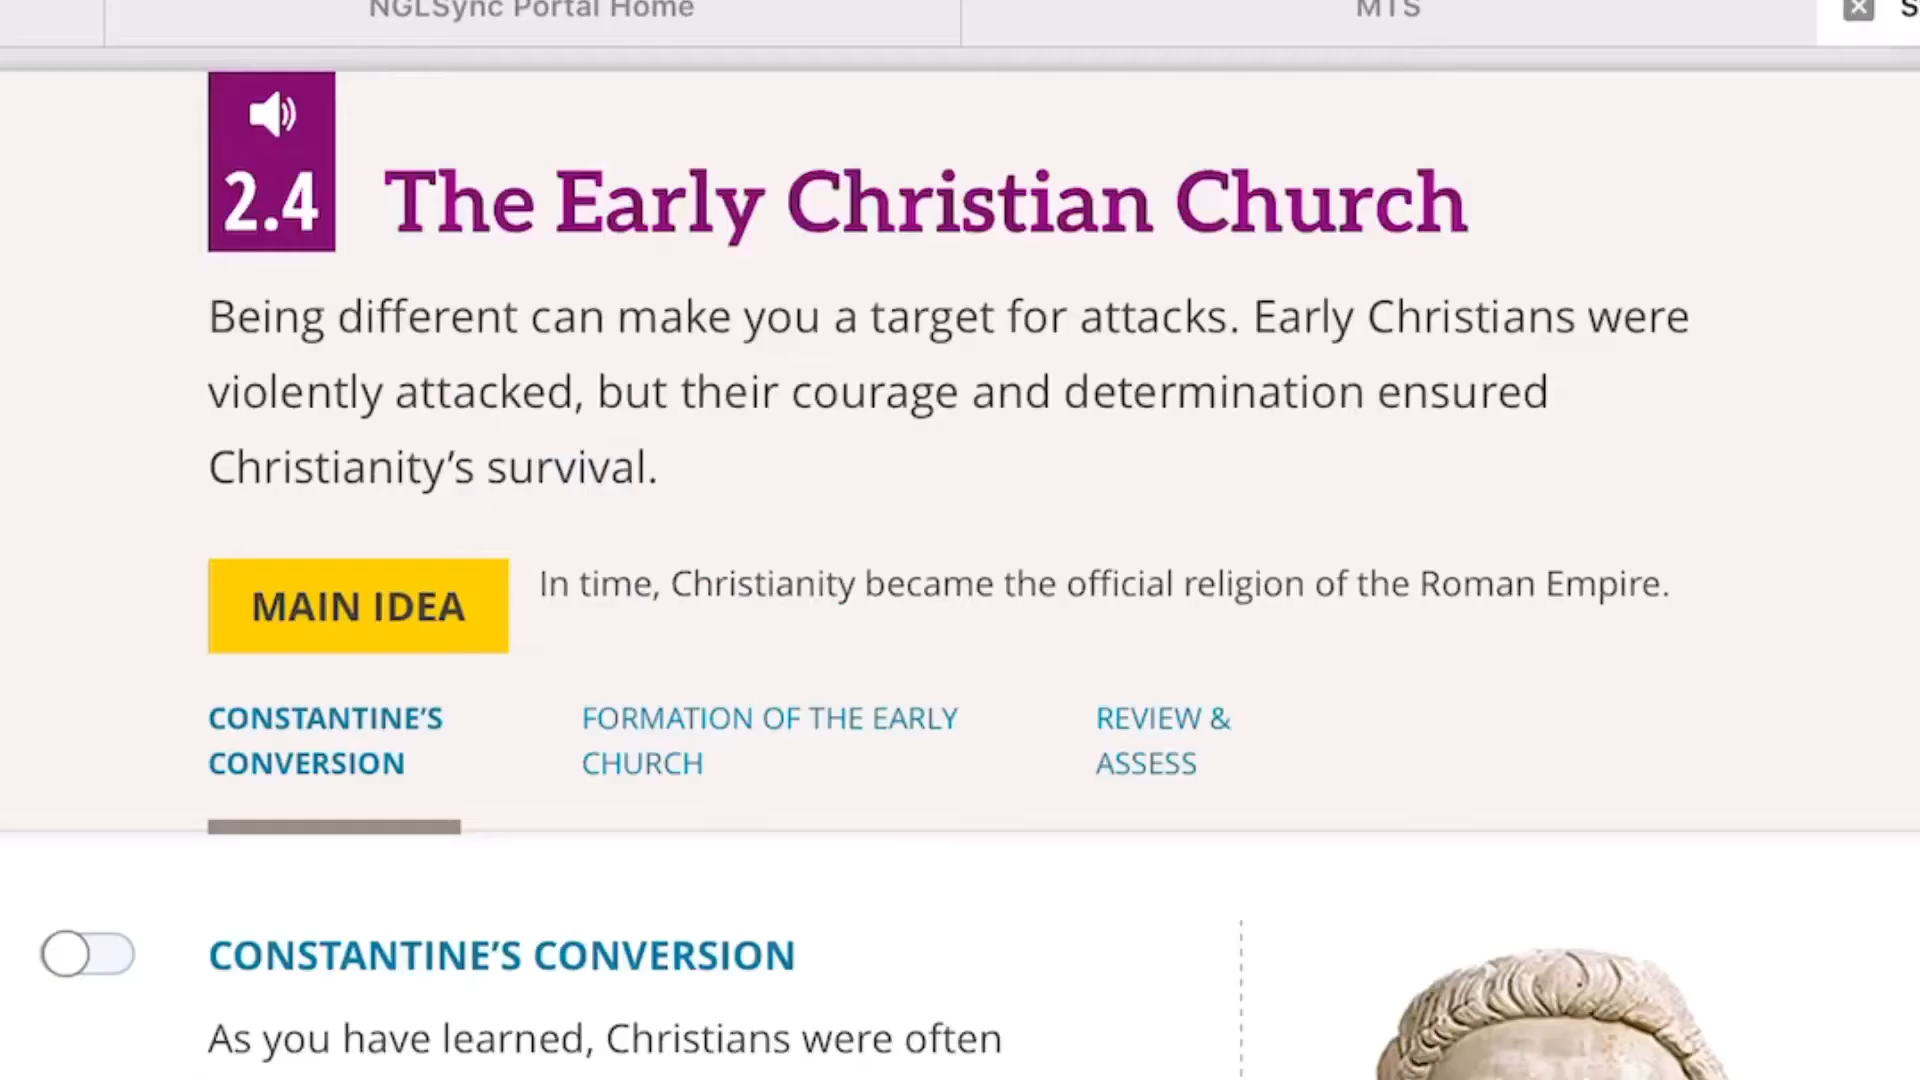 NGLSync Portal Home
MTS
2.4
The Early Christian Church
Being different can make you a target for attacks. Early Christians were
violently attacked, but their courage and determination ensured
Christianity’s survival.
MAIN IDEA
In time, Christianity became the official religion of the Roman Empire.
CONSTANTINE’S
CONVERSION
FORMATION OF THE EARLY
CHURCH
REVIEW &
ASSESS
CONSTANTINE’S CONVERSION
As you have learned, Christians were often